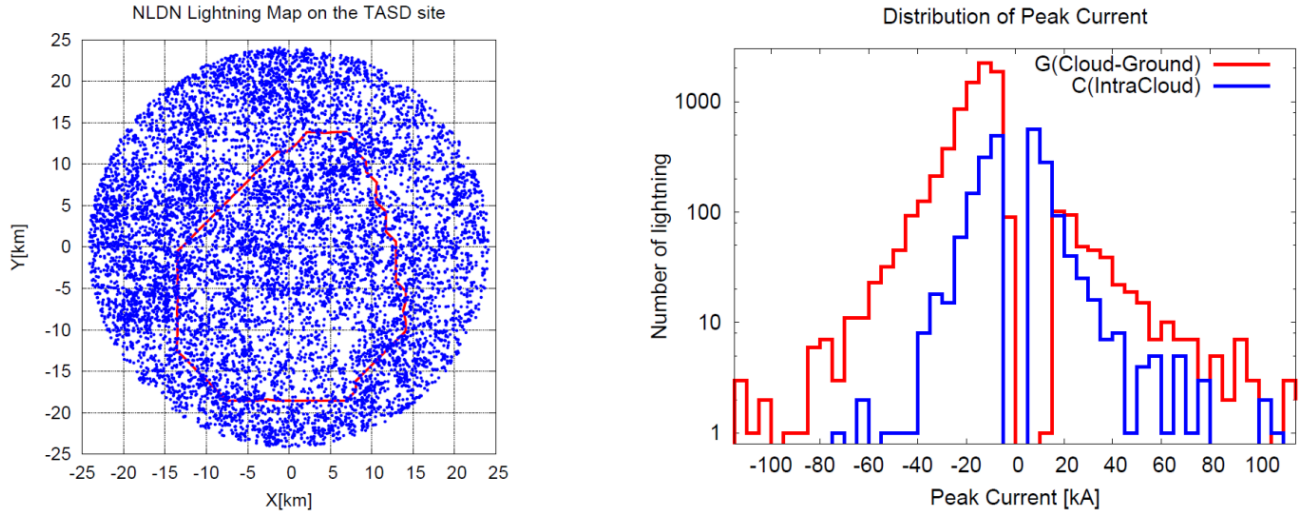 NLDN Lightning Map on the TASD site
25
20
15
10
5
0
-5
-10
-15
-20
-25
Y[km]
-25 -20 -15 -10 -5 0 5 10 15 20 25
X[km]
Distribution of Peak Current
G(Cloud-Ground)
C(IntraCloud)
1000
100
10
1
Number of lightning
-100 -80 -60 -40 -20 0 20 40 60 80 100
Peak Current [kA]